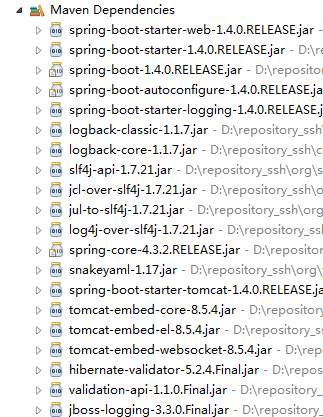 Maven Dependencies
spring-boot-starter-web-1.4.0.RELEASE.jar
spring-boot-starter-1.4.0.RELEASE.jar - D:\re
spring-boot-1.4.0.RELEASE.jar - D:\repositor
spring-boot-autoconfigure-1.4.0.RELEASE.ja
spring-boot-starter-logging-1.4.0.RELEASE.j
logback-classic-1.1.7.jar - D:\repository_ssh\
logback-core-1.1.7.jar - D:\repository_ssh\c
slf4j-api-1.7.21.jar - D:\repository_ssh\org\s
jcl-over-slf4j-1.7.21.jar - D:\repository_ssh\
jul-to-slf4j-1.7.21.jar - D:\repository_ssh\or
log4j-over-slf4j-1.7.21.jar - D:\repository_ss
spring-core-4.3.2.RELEASE.jar - D:\repositor
snakeyaml-1.17.jar - D:\repository_ssh\org\
spring-boot-starter-tomcat-1.4.0.RELEASE.ja
tomcat-embed-core-8.5.4.jar - D:\repository
tomcat-embed-el-8.5.4.jar - D:\repository_s
tomcat-embed-websocket-8.5.4.jar - D:\rep
hibernate-validator-5.2.4.Final.jar - D:\repo
validation-api-1.1.0.Final.jar - D:\repository
jboss-logging-3.3.0.Final.jar - D:\repository